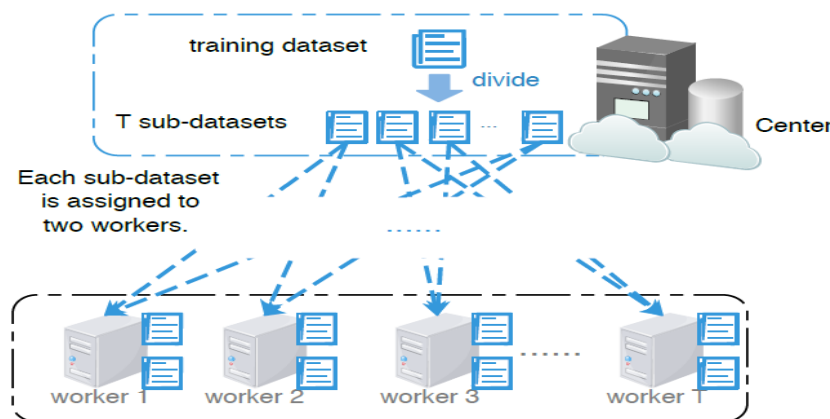 training dataset
divide
T sub-datasets
...
Center
Each sub-dataset
is assigned to
two workers.
......
......
worker 1
worker 2
worker 3
worker T